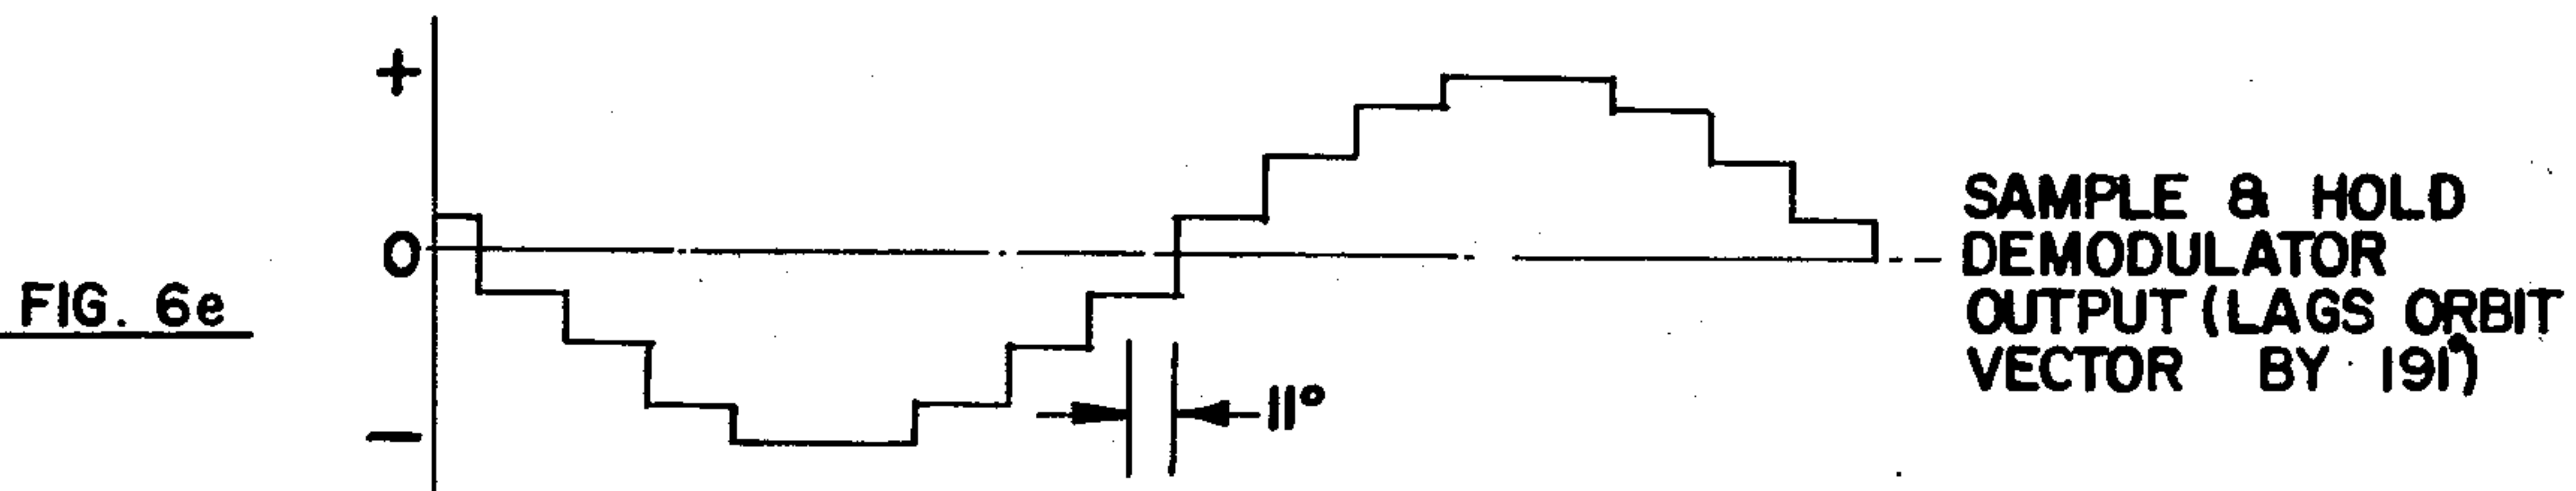 +
0
FIG. 6e
−
11°
SAMPLE & HOLD
DEMODULATOR
OUTPUT (LAGS ORBIT
VECTOR BY 191°)